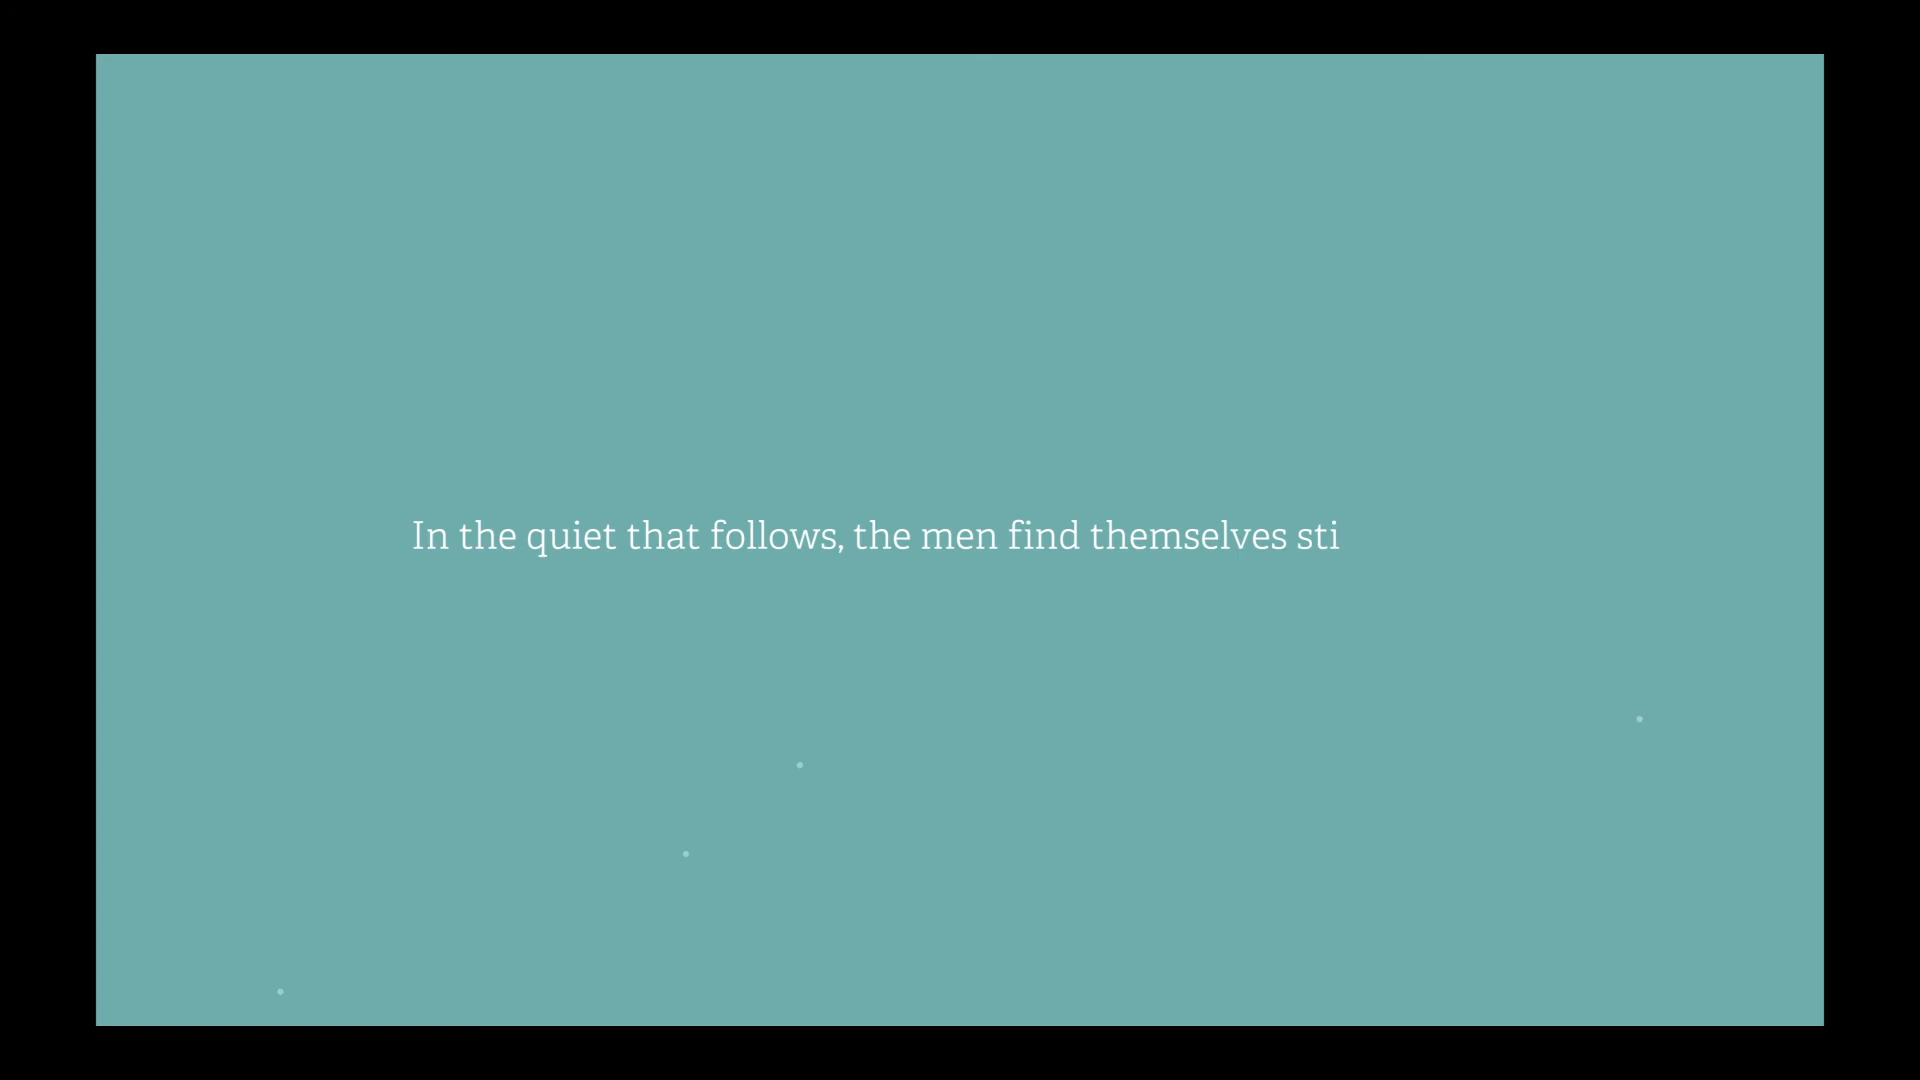 In the quiet that follows, the men find themselves sti